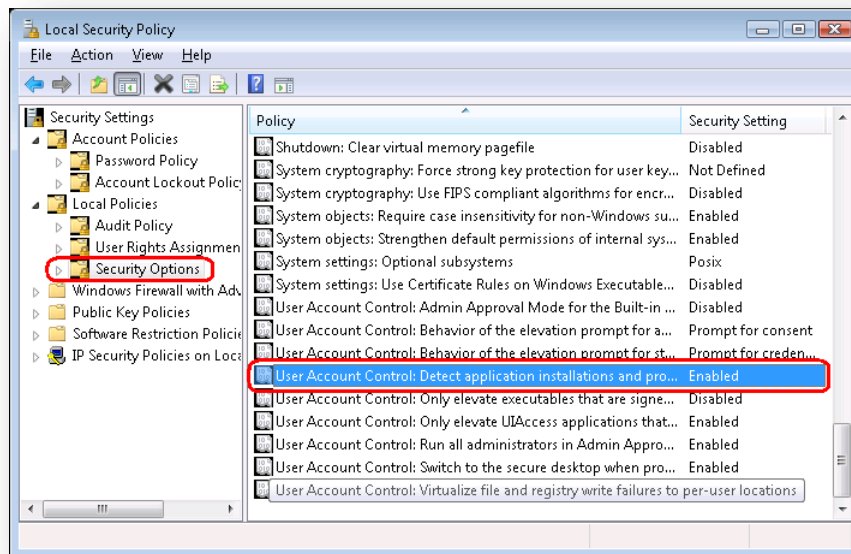 Local Security Policy
File Action View Help
Security Settings
Account Policies
Password Policy
Account Lockout Polic
Local Policies
Audit Policy
User Rights Assignmen
Security Options
Windows Firewall with Adv
Public Key Policies
Software Restriction Policie
IP Security Policies on Loca
Policy Security Setting
Shutdown: Clear virtual memory pagefile Disabled
System cryptography: Force strong key protection for user key... Not Defined
System cryptography: Use FIPS compliant algorithms for encr... Disabled
System objects: Require case insensitivity for non-Windows su... Enabled
System objects: Strengthen default permissions of internal sys... Enabled
System settings: Optional subsystems Posix
System settings: Use Certificate Rules on Windows Executable... Disabled
User Account Control: Admin Approval Mode for the Built-in ... Disabled
User Account Control: Behavior of the elevation prompt for a... Prompt for consent
User Account Control: Behavior of the elevation prompt for st... Prompt for creden...
User Account Control: Detect application installations and pro... Enabled
User Account Control: Only elevate executables that are signe... Disabled
User Account Control: Only elevate UIAccess applications that... Enabled
User Account Control: Run all administrators in Admin Appro... Enabled
User Account Control: Switch to the secure desktop when pro... Enabled
User Account Control: Virtualize file and registry write failures to per-user locations